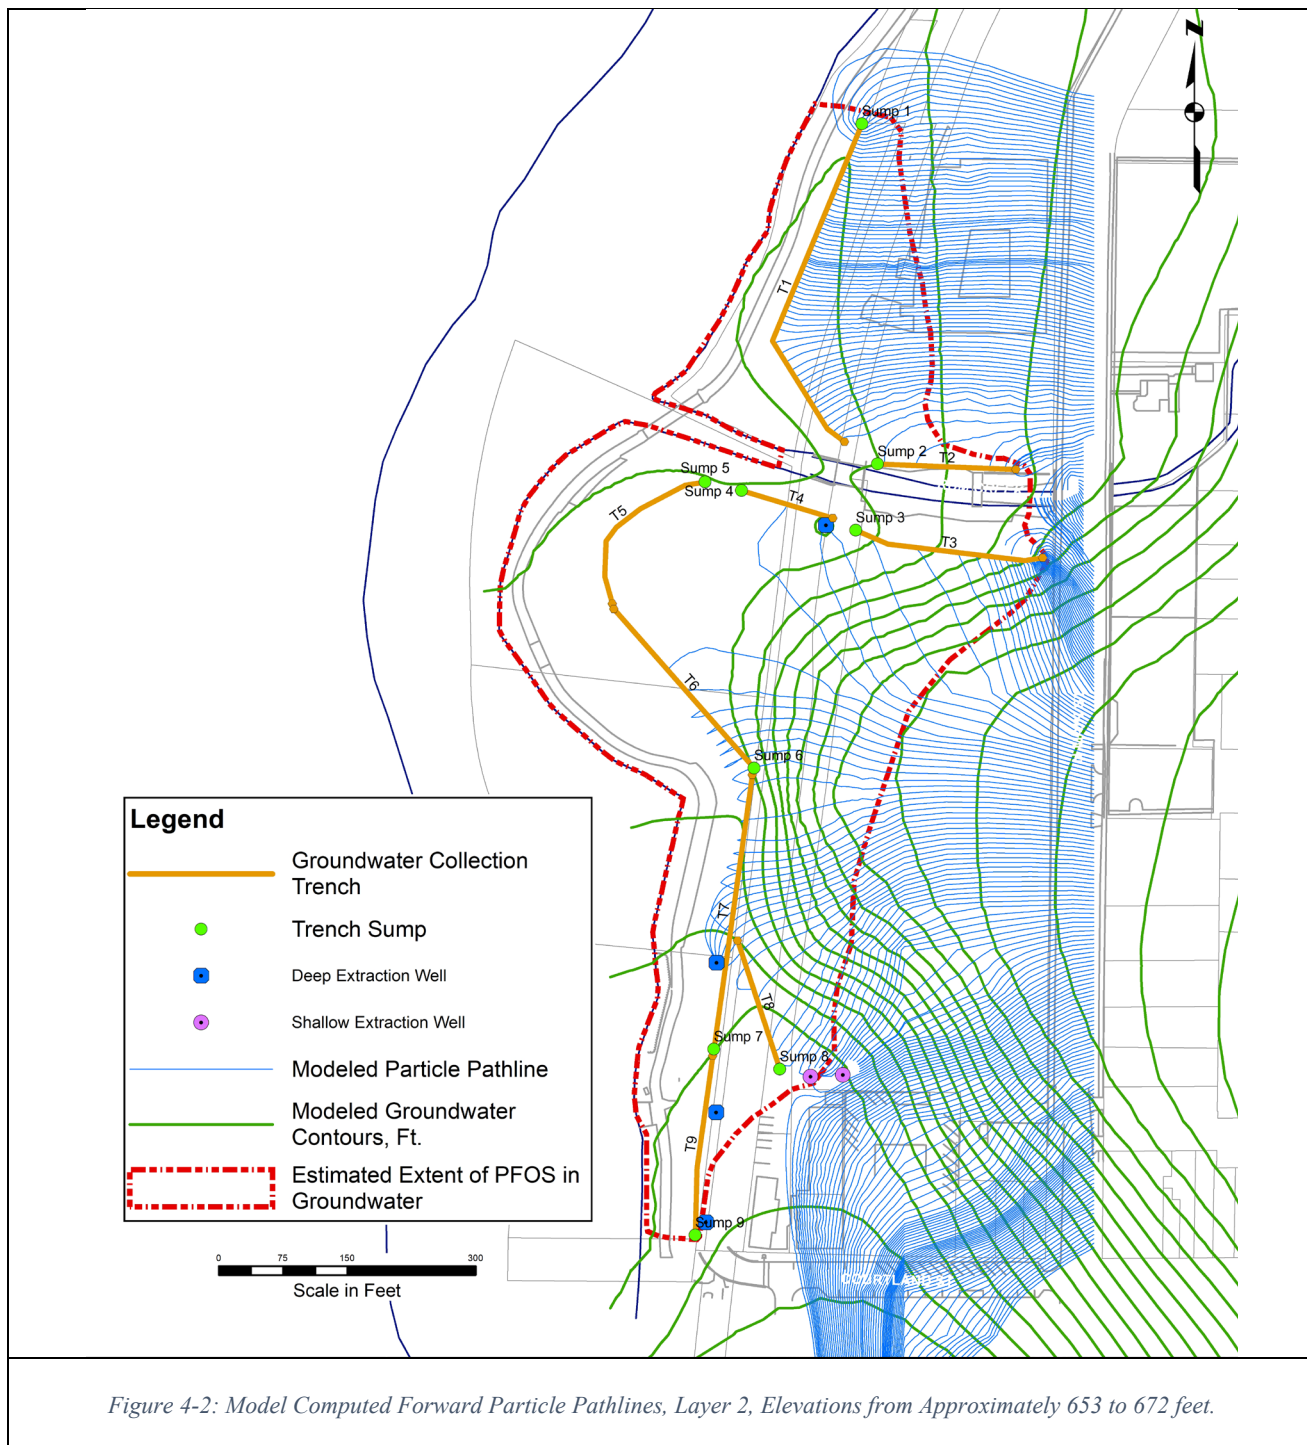 Z
Sump 1
T1
Sump 2
T2
Sump 5
Sump 4
T4
T5
Sump 3
T3
T6
Sump 6
T7
T8
Sump 7
Sump 8
T9
Sump 9
COURTLAND ST
Legend
Groundwater Collection
Trench
Trench Sump
Deep Extraction Well
Shallow Extraction Well
Modeled Particle Pathline
Modeled Groundwater
Contours, Ft.
Estimated Extent of PFOS in
Groundwater
0 75 150 300
Scale in Feet
Figure 4-2: Model Computed Forward Particle Pathlines, Layer 2, Elevations from Approximately 653 to 672 feet.